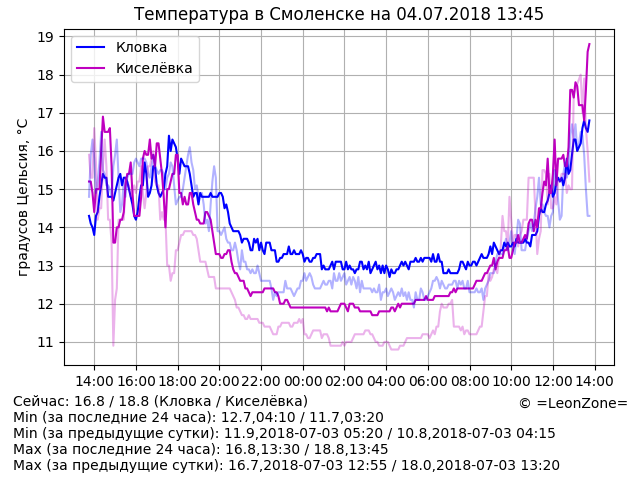 Температура в Смоленске на 04.07.2018 13:45
Кловка
Киселёвка
градусов Цельсия, °C
19
18
17
16
15
14
13
12
11
14:00 16:00 18:00 20:00 22:00 00:00 02:00 04:00 06:00 08:00 10:00 12:00 14:00
Сейчас: 16.8 / 18.8 (Кловка / Киселёвка)
© =LeonZone=
Min (за последние 24 часа): 12.7,04:10 / 11.7,03:20
Min (за предыдущие сутки): 11.9,2018-07-03 05:20 / 10.8,2018-07-03 04:15
Max (за последние 24 часа): 16.8,13:30 / 18.8,13:45
Max (за предыдущие сутки): 16.7,2018-07-03 12:55 / 18.0,2018-07-03 13:20